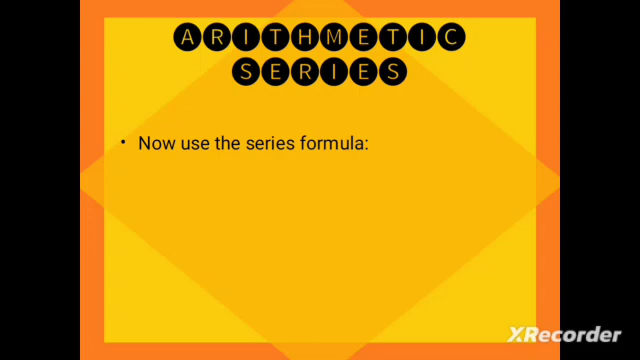 ARITHMETIC
SERIES
• Now use the series formula:
XRecorder